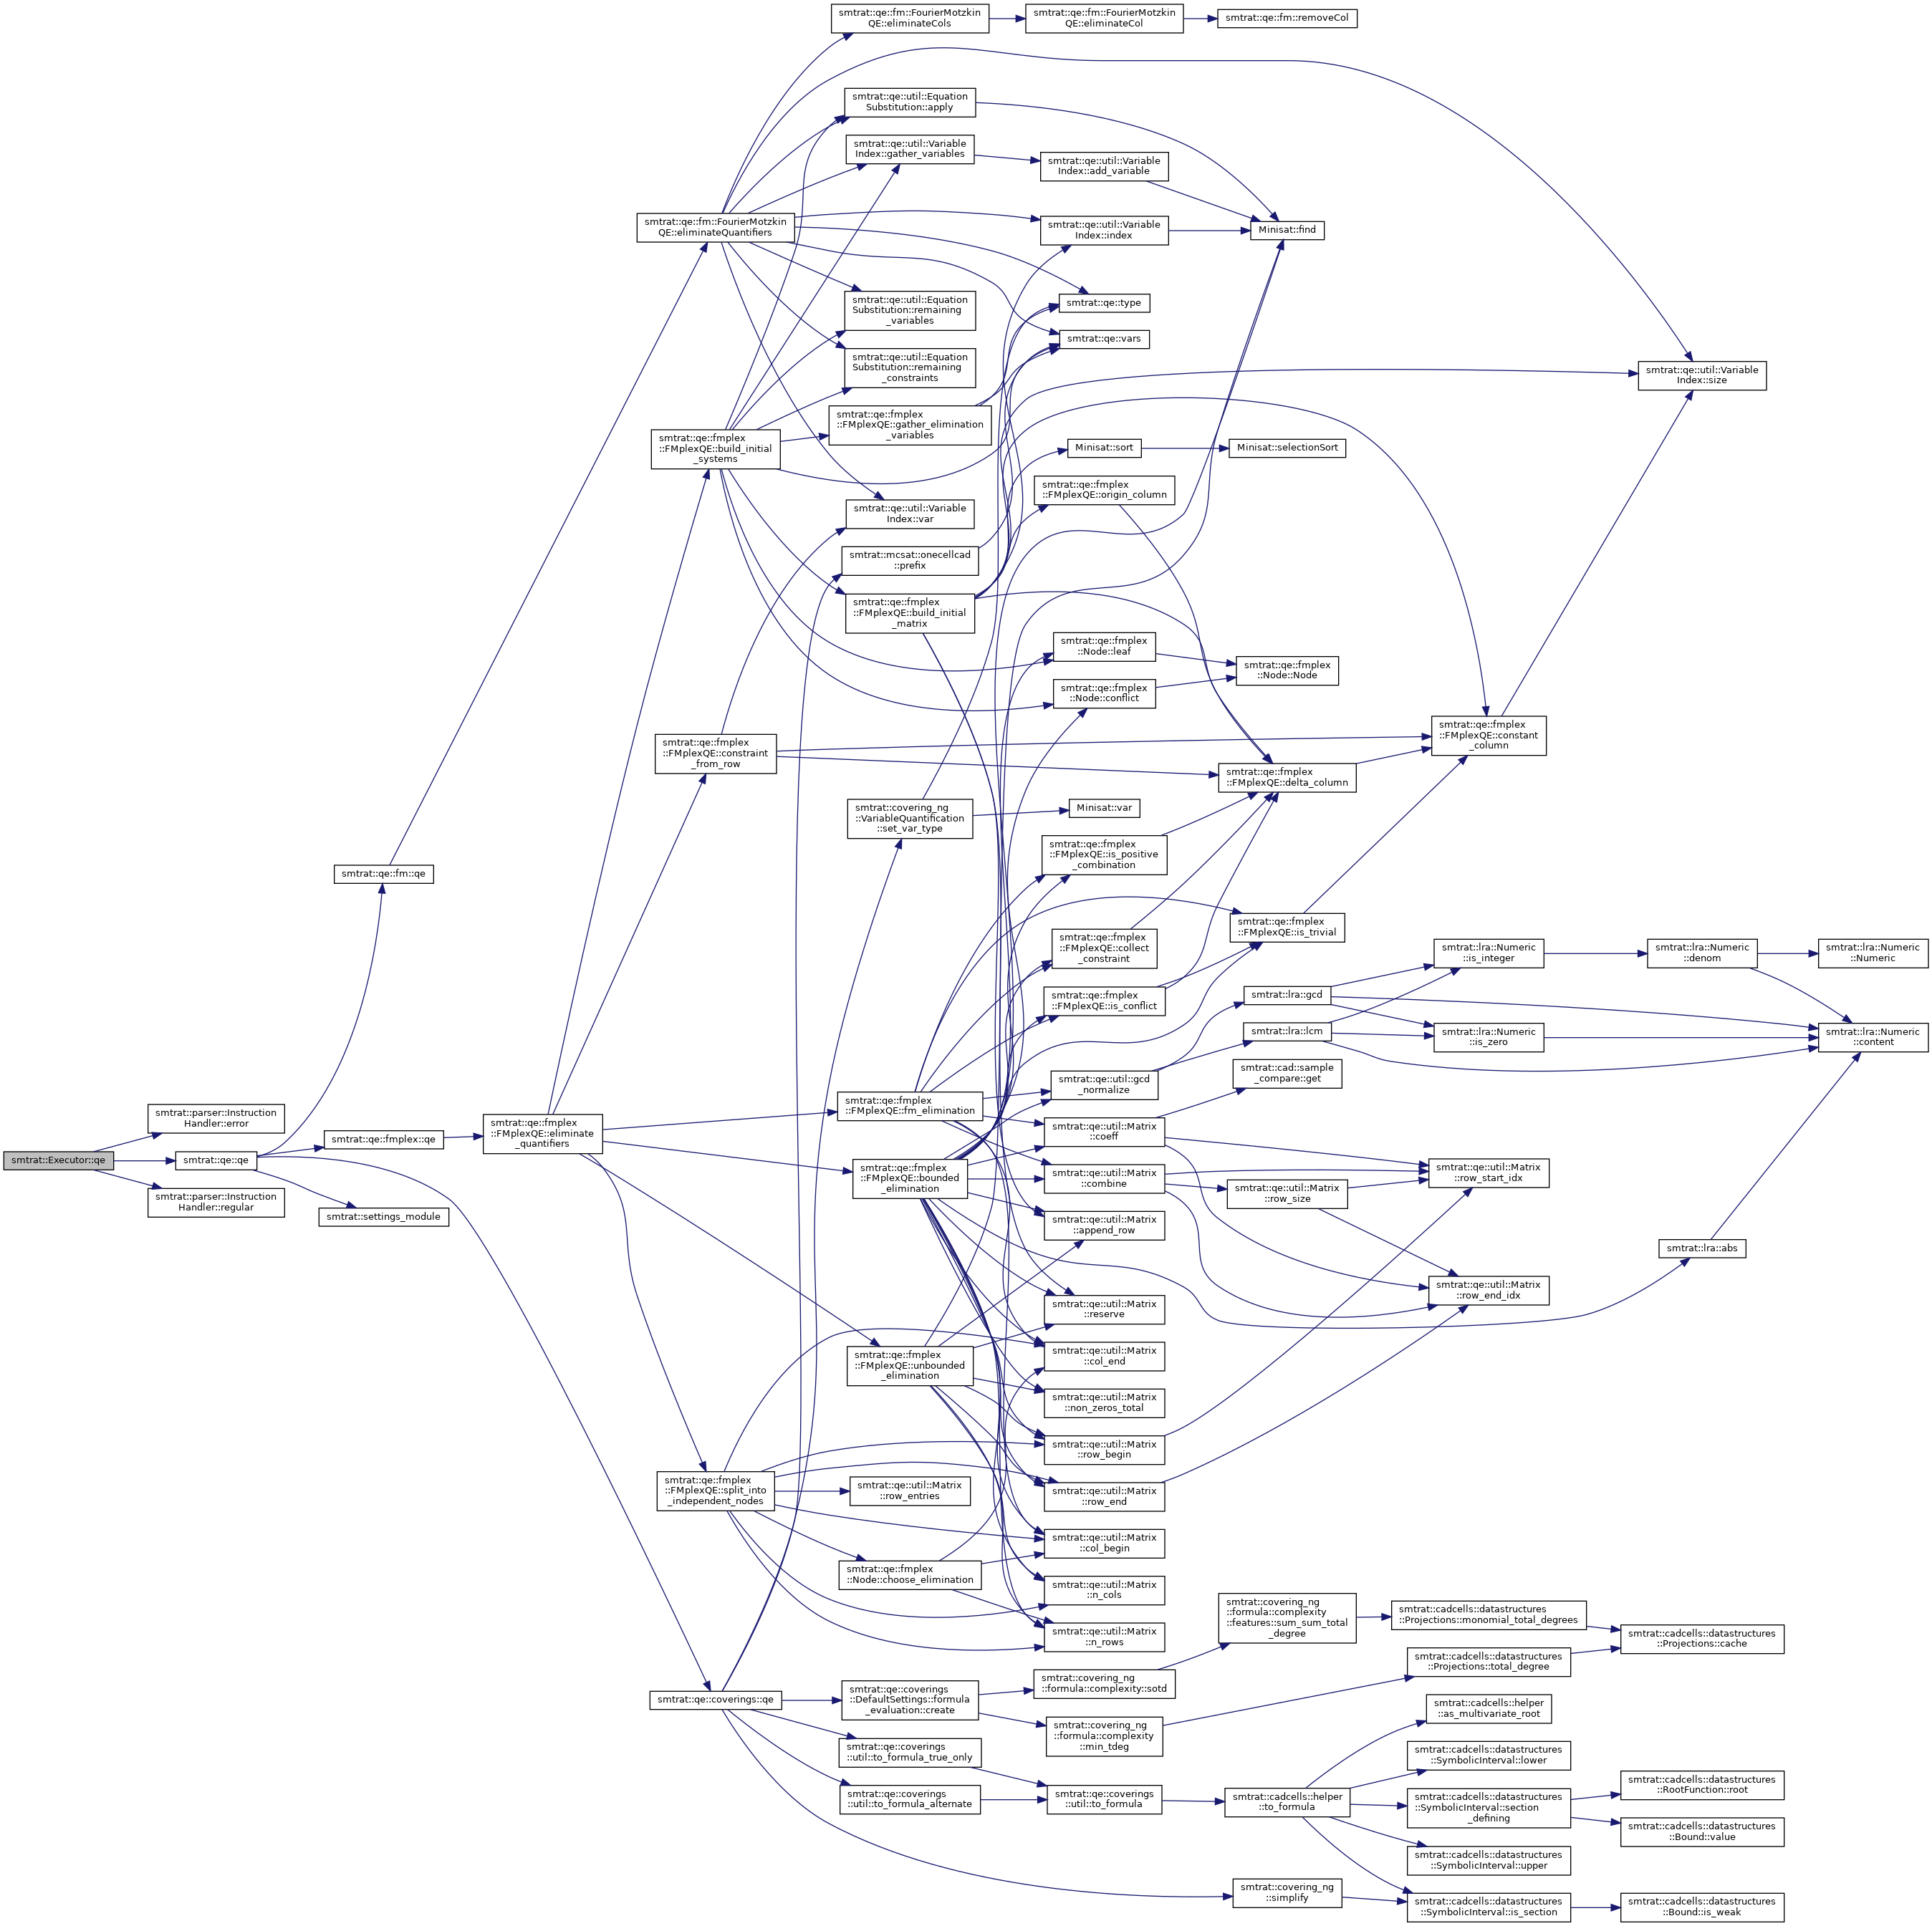 smtrat::Executor::qe
smtrat::parser::Instruction
Handler::error
smtrat::qe::qe
smtrat::parser::Instruction
Handler::regular
smtrat::qe::fm::qe
smtrat::qe::fmplex::qe
smtrat::settings_module
smtrat::qe::fmplex
::FMplexQE::eliminate
_quantifiers
smtrat::qe::fm::FourierMotzkin
QE::eliminateQuantifiers
smtrat::qe::fmplex
::FMplexQE::build_initial
_systems
smtrat::qe::fmplex
::FMplexQE::constraint
_from_row
smtrat::qe::fmplex
::FMplexQE::split_into
_independent_nodes
smtrat::qe::coverings::qe
smtrat::qe::fm::FourierMotzkin
QE::eliminateCols
smtrat::qe::util::Equation
Substitution::apply
smtrat::qe::util::Variable
Index::gather_variables
smtrat::qe::util::Equation
Substitution::remaining
_variables
smtrat::qe::util::Equation
Substitution::remaining
_constraints
smtrat::qe::fmplex
::FMplexQE::gather_elimination
_variables
smtrat::qe::util::Variable
Index::var
smtrat::mcsat::onecellcad
::prefix
smtrat::qe::fmplex
::FMplexQE::build_initial
_matrix
smtrat::covering_ng
::VariableQuantification
::set_var_type
smtrat::qe::fmplex
::FMplexQE::fm_elimination
smtrat::qe::fmplex
::FMplexQE::bounded
_elimination
smtrat::qe::fmplex
::FMplexQE::unbounded
_elimination
smtrat::qe::util::Matrix
::row_entries
smtrat::qe::fmplex
::Node::choose_elimination
smtrat::qe::coverings
::DefaultSettings::formula
_evaluation::create
smtrat::qe::coverings
::util::to_formula_true_only
smtrat::qe::coverings
::util::to_formula_alternate
smtrat::qe::fm::FourierMotzkin
QE::eliminateCol
smtrat::qe::util::Variable
Index::add_variable
smtrat::qe::util::Variable
Index::index
smtrat::qe::type
smtrat::qe::vars
Minisat::sort
smtrat::qe::fmplex
::FMplexQE::origin_column
smtrat::qe::fmplex
::Node::leaf
smtrat::qe::fmplex
::Node::conflict
Minisat::var
smtrat::qe::fmplex
::FMplexQE::is_positive
_combination
smtrat::qe::fmplex
::FMplexQE::collect
_constraint
smtrat::qe::fmplex
::FMplexQE::is_conflict
smtrat::qe::util::gcd
_normalize
smtrat::qe::util::Matrix
::coeff
smtrat::qe::util::Matrix
::combine
smtrat::qe::util::Matrix
::append_row
smtrat::qe::util::Matrix
::reserve
smtrat::qe::util::Matrix
::col_end
smtrat::qe::util::Matrix
::non_zeros_total
smtrat::qe::util::Matrix
::row_begin
smtrat::qe::util::Matrix
::row_end
smtrat::qe::util::Matrix
::col_begin
smtrat::qe::util::Matrix
::n_cols
smtrat::qe::util::Matrix
::n_rows
smtrat::covering_ng
::formula::complexity::sotd
smtrat::covering_ng
::formula::complexity
::min_tdeg
smtrat::qe::coverings
::util::to_formula
smtrat::qe::fm::removeCol
Minisat::find
Minisat::selectionSort
smtrat::qe::fmplex
::Node::Node
smtrat::qe::fmplex
::FMplexQE::delta_column
smtrat::qe::fmplex
::FMplexQE::is_trivial
smtrat::lra::gcd
smtrat::lra::lcm
smtrat::cad::sample
_compare::get
smtrat::qe::util::Matrix
::row_size
smtrat::covering_ng
::formula::complexity
::features::sum_sum_total
_degree
smtrat::cadcells::helper
::to_formula
smtrat::covering_ng
::simplify
smtrat::qe::fmplex
::FMplexQE::constant
_column
smtrat::lra::Numeric
::is_integer
smtrat::lra::Numeric
::is_zero
smtrat::qe::util::Matrix
::row_start_idx
smtrat::qe::util::Matrix
::row_end_idx
smtrat::cadcells::datastructures
::Projections::monomial_total_degrees
smtrat::cadcells::datastructures
::Projections::total_degree
smtrat::cadcells::helper
::as_multivariate_root
smtrat::cadcells::datastructures
::SymbolicInterval::lower
smtrat::cadcells::datastructures
::SymbolicInterval::section
_defining
smtrat::cadcells::datastructures
::SymbolicInterval::upper
smtrat::cadcells::datastructures
::SymbolicInterval::is_section
smtrat::qe::util::Variable
Index::size
smtrat::lra::Numeric
::denom
smtrat::lra::abs
smtrat::cadcells::datastructures
::Projections::cache
smtrat::cadcells::datastructures
::RootFunction::root
smtrat::cadcells::datastructures
::Bound::value
smtrat::cadcells::datastructures
::Bound::is_weak
smtrat::lra::Numeric
::Numeric
smtrat::lra::Numeric
::content